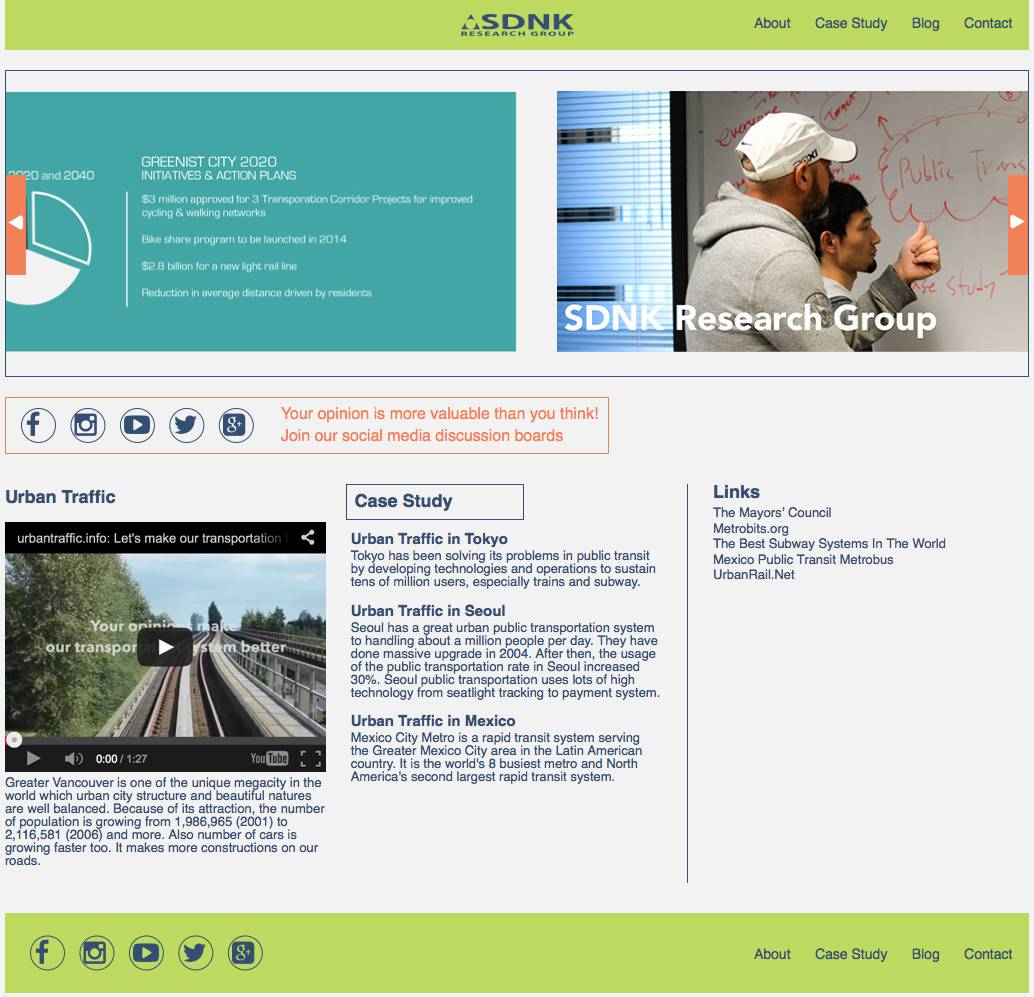 SDNK
RESEARCH GROUP
About Case Study Blog Contact
2020 and 2040
GREENIST CITY 2020
INITIATIVES & ACTION PLANS
$3 million approved for 3 Transporation Corridor Projects for improved
cycling & walking networks
Bike share program to be launched in 2014
$2.8 billion for a new light rail line
Reduction in average distance driven by residents
everyone
Target
Public Trans
ase Study
SDNK Research Group
Your opinion is more valuable than you think!
Join our social media discussion boards
Urban Traffic
urbantraffic.info: Let's make our transportation
Your opinions make
our transportation system better
0:00 / 1:27
YouTube
Greater Vancouver is one of the unique megacity in the
world which urban city structure and beautiful natures
are well balanced. Because of its attraction, the number
of population is growing from 1,986,965 (2001) to
2,116,581 (2006) and more. Also number of cars is
growing faster too. It makes more constructions on our
roads.
Case Study
Urban Traffic in Tokyo
Tokyo has been solving its problems in public transit
by developing technologies and operations to sustain
tens of million users, especially trains and subway.
Urban Traffic in Seoul
Seoul has a great urban public transportation system
to handling about a million people per day. They have
done massive upgrade in 2004. After then, the usage
of the public transportation rate in Seoul increased
30%. Seoul public transportation uses lots of high
technology from seatlight tracking to payment system.
Urban Traffic in Mexico
Mexico City Metro is a rapid transit system serving
the Greater Mexico City area in the Latin American
country. It is the world's 8 busiest metro and North
America's second largest rapid transit system.
Links
The Mayors’ Council
Metrobits.org
The Best Subway Systems In The World
Mexico Public Transit Metrobus
UrbanRail.Net
About Case Study Blog Contact